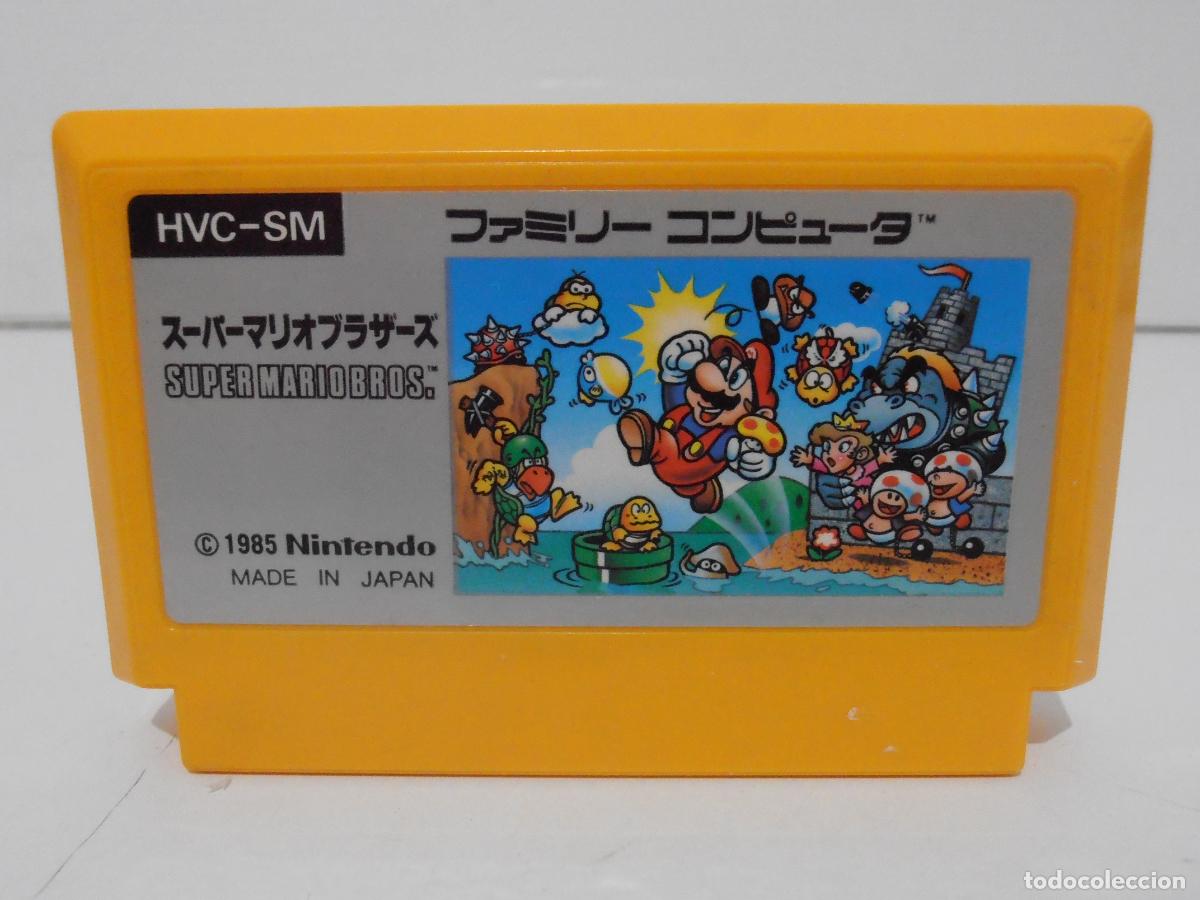 HVC-SM
ファミリー コンピュータ™
スーパーマリオブラザーズ
SUPER MARIO BROS.™
© 1985 Nintendo
MADE IN JAPAN
todocoleccion